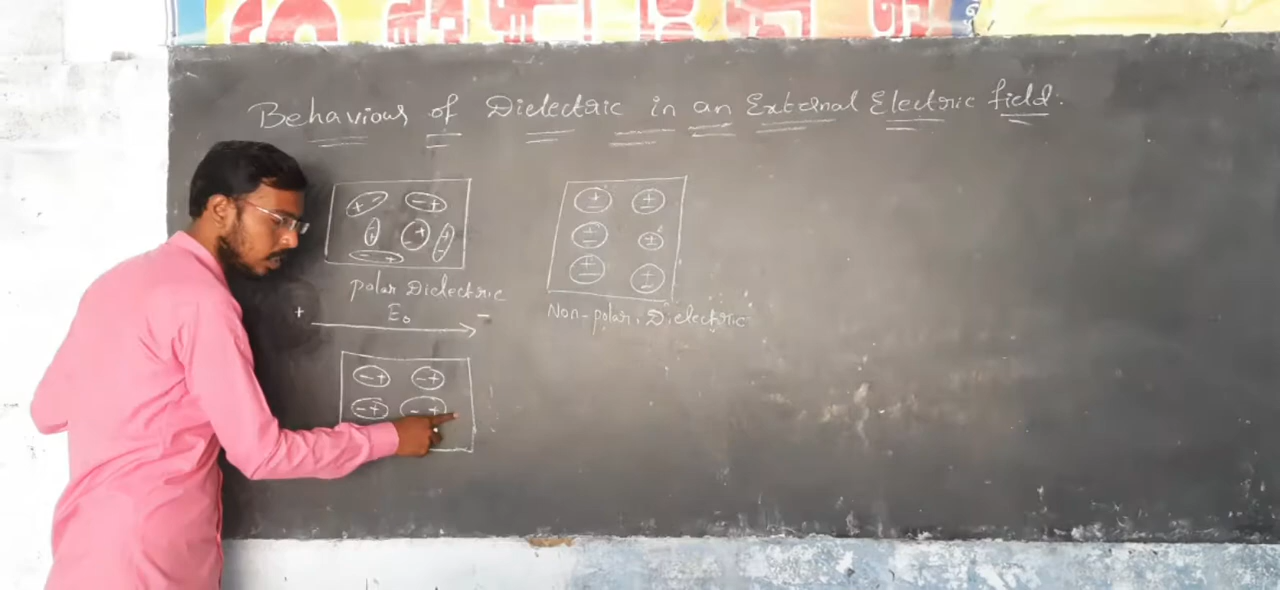 Behaviour of Dielectric in an External Electric field.
+ - - +
+ - - + + -
- +
polar Dielectric
+ E₀ -
± ±
± ±
± ±
Non-polar Dielectric
- + - +
- + - +